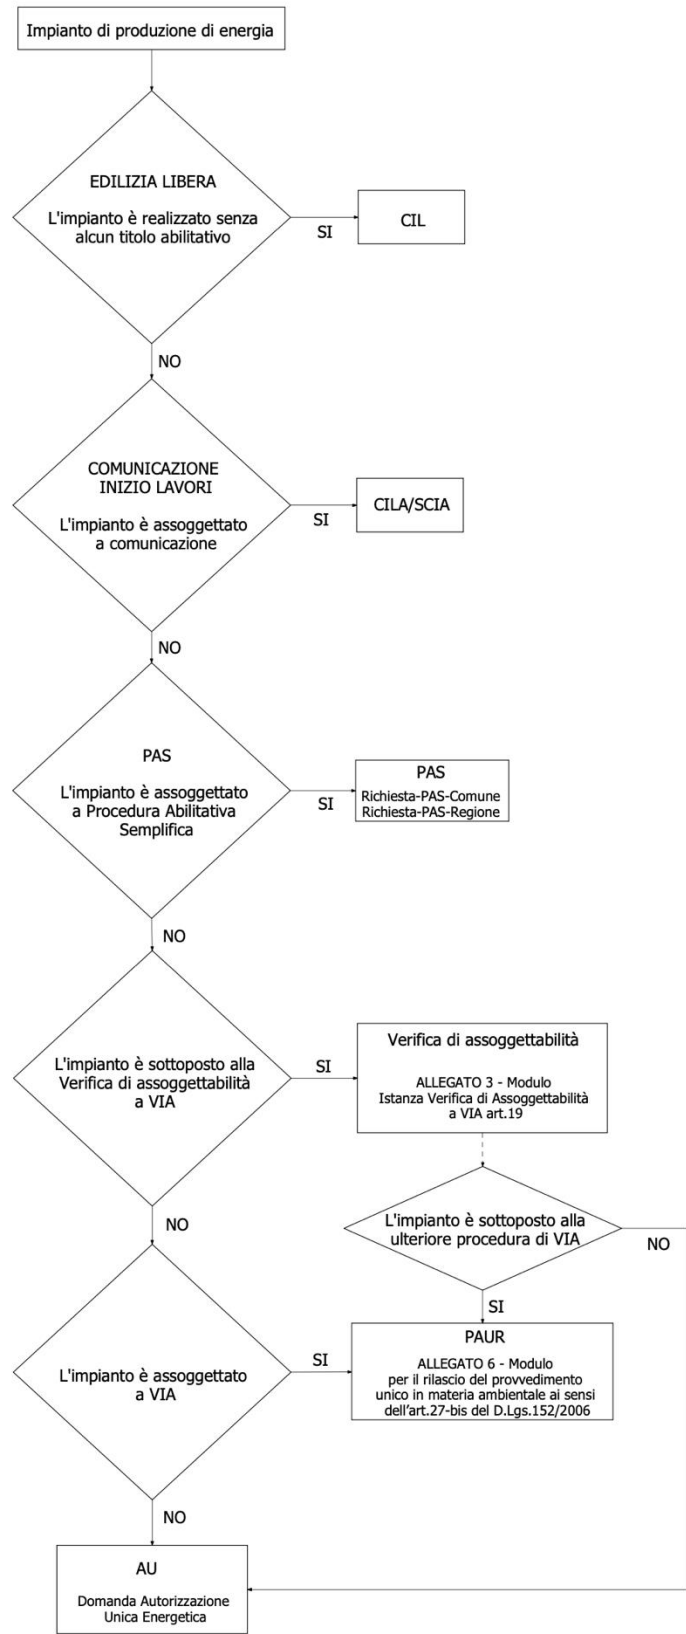 Impianto di produzione di energia
EDILIZIA LIBERA
L'impianto è realizzato senza
alcun titolo abilitativo
SI
CIL
NO
COMUNICAZIONE
INIZIO LAVORI
L'impianto è assoggettato
a comunicazione
SI
CILA/SCIA
NO
PAS
L'impianto è assoggettato
a Procedura Abilitativa
Semplifica
SI
PAS
Richiesta-PAS-Comune
Richiesta-PAS-Regione
NO
L'impianto è sottoposto alla
Verifica di assoggettabilità
a VIA
SI
Verifica di assoggettabilità
ALLEGATO 3 - Modulo
Istanza Verifica di Assoggettabilità
a VIA art.19
L'impianto è sottoposto alla
ulteriore procedura di VIA
NO
SI
NO
L'impianto è assoggettato
a VIA
SI
PAUR
ALLEGATO 6 - Modulo
per il rilascio del provvedimento
unico in materia ambientale ai sensi
dell'art.27-bis del D.Lgs.152/2006
NO
AU
Domanda Autorizzazione
Unica Energetica